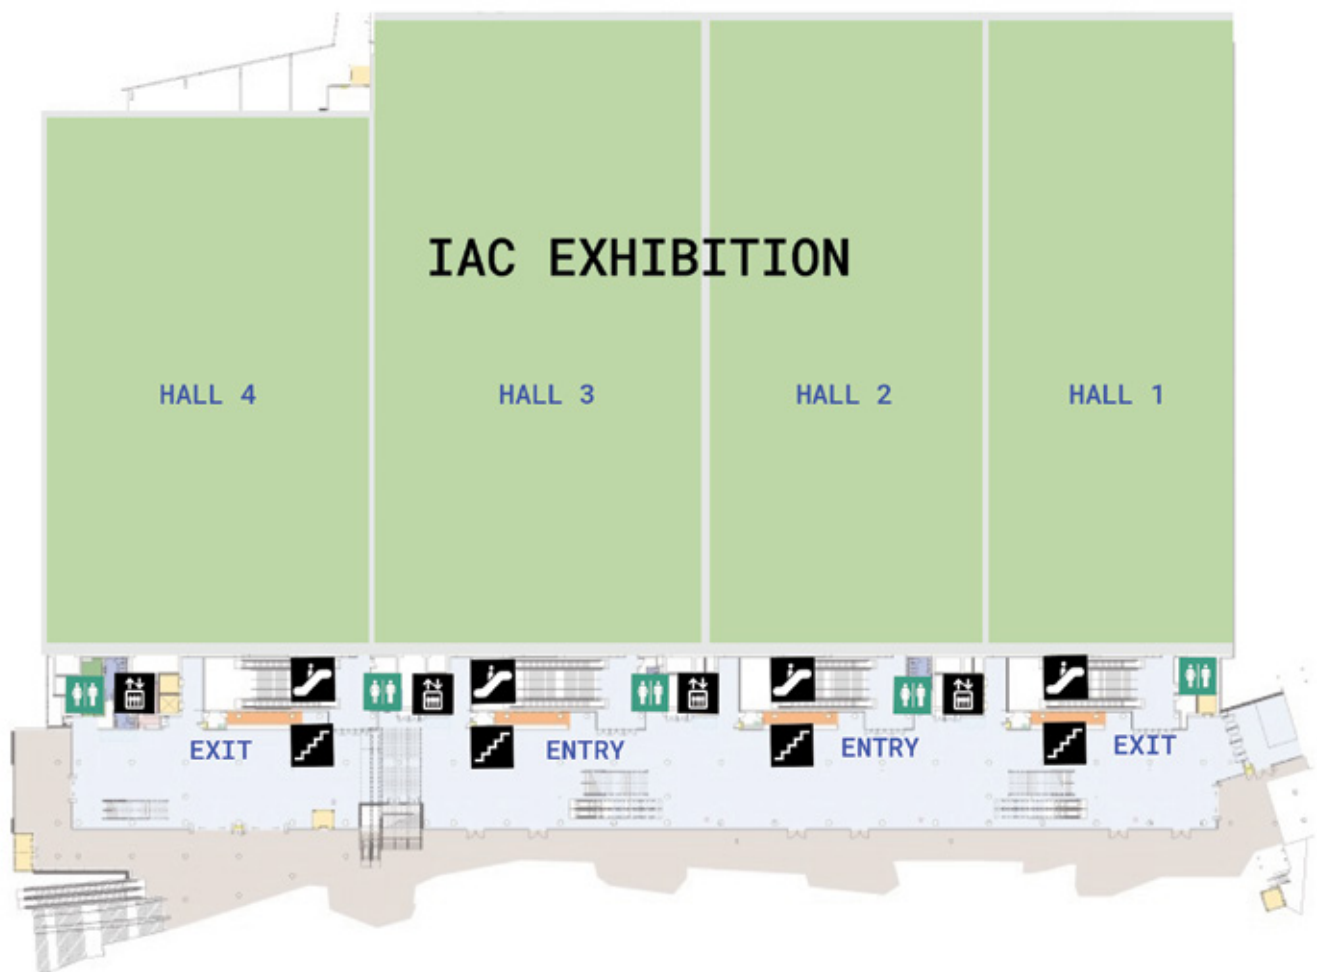 IAC EXHIBITION
HALL 4
HALL 3
HALL 2
HALL 1
EXIT
ENTRY
ENTRY
EXIT